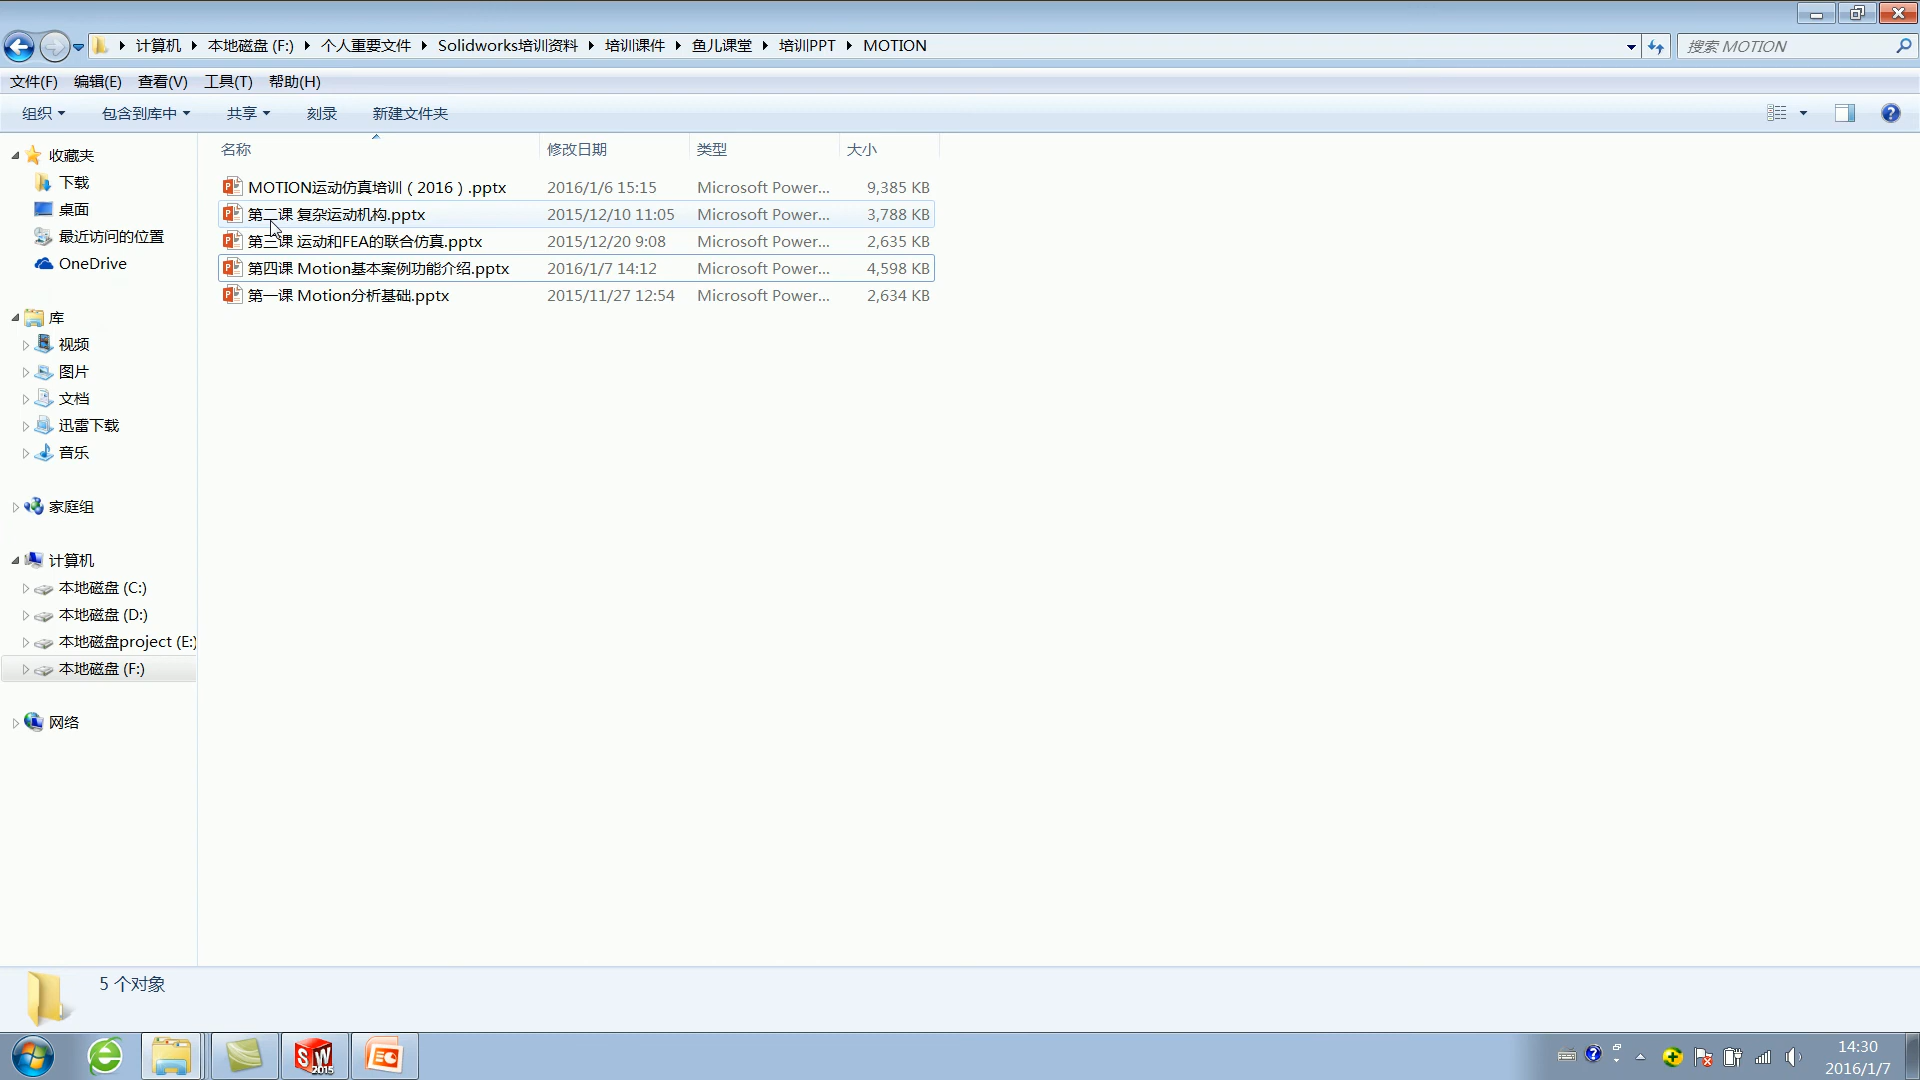 计算机 本地磁盘 (F:) 个人重要文件 Solidworks培训资料 培训课件 鱼儿课堂 培训PPT MOTION 搜索 MOTION
文件(F) 编辑(E) 查看(V) 工具(T) 帮助(H)
组织 包含到库中 共享 刻录 新建文件夹
名称 修改日期 类型 大小
MOTION运动仿真培训（2016）.pptx 2016/1/6 15:15 Microsoft Power... 9,385 KB
第二课 复杂运动机构.pptx 2015/12/10 11:05 Microsoft Power... 3,788 KB
第三课 运动和FEA的联合仿真.pptx 2015/12/20 9:08 Microsoft Power... 2,635 KB
第四课 Motion基本案例功能介绍.pptx 2016/1/7 14:12 Microsoft Power... 4,598 KB
第一课 Motion分析基础.pptx 2015/11/27 12:54 Microsoft Power... 2,634 KB
收藏夹
下载
桌面
最近访问的位置
OneDrive
库
视频
图片
文档
迅雷下载
音乐
家庭组
计算机
本地磁盘 (C:)
本地磁盘 (D:)
本地磁盘project (E:)
本地磁盘 (F:)
网络
5 个对象
SW
2015
14:30
2016/1/7